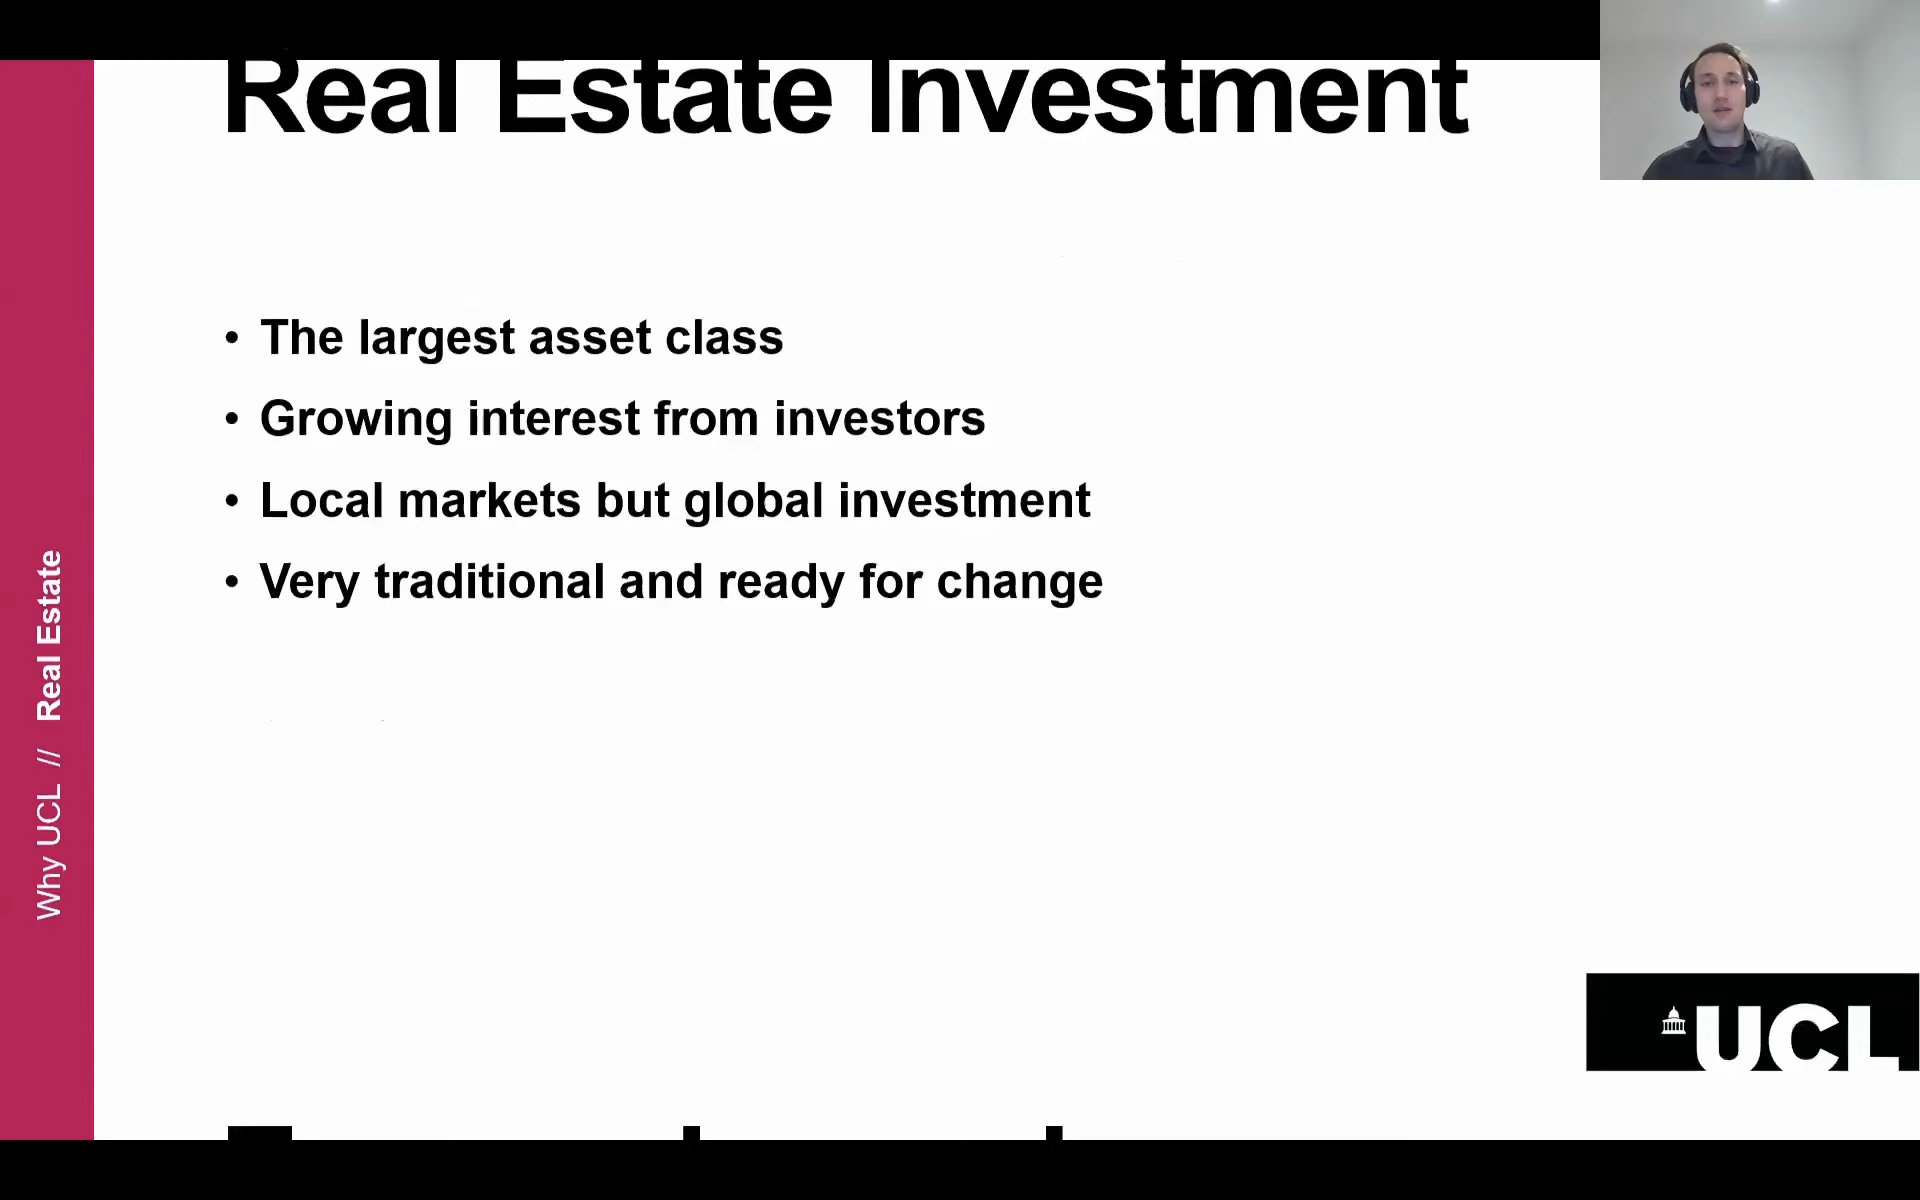 Real Estate Investment
• The largest asset class
• Growing interest from investors
• Local markets but global investment
• Very traditional and ready for change
Why UCL // Real Estate
UCL